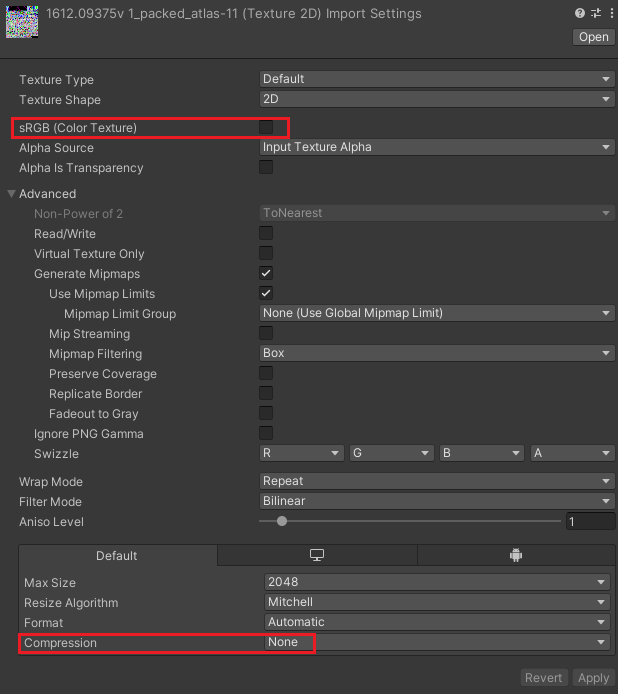 1612.09375v 1_packed_atlas-11 (Texture 2D) Import Settings
Open
Texture Type Default
Texture Shape 2D
sRGB (Color Texture)
Alpha Source Input Texture Alpha
Alpha Is Transparency
Advanced
Non-Power of 2 ToNearest
Read/Write
Virtual Texture Only
Generate Mipmaps
Use Mipmap Limits
Mipmap Limit Group None (Use Global Mipmap Limit)
Mip Streaming
Mipmap Filtering Box
Preserve Coverage
Replicate Border
Fadeout to Gray
Ignore PNG Gamma
Swizzle R G B A
Wrap Mode Repeat
Filter Mode Bilinear
Aniso Level 1
Default
Max Size 2048
Resize Algorithm Mitchell
Format Automatic
Compression None
Revert Apply